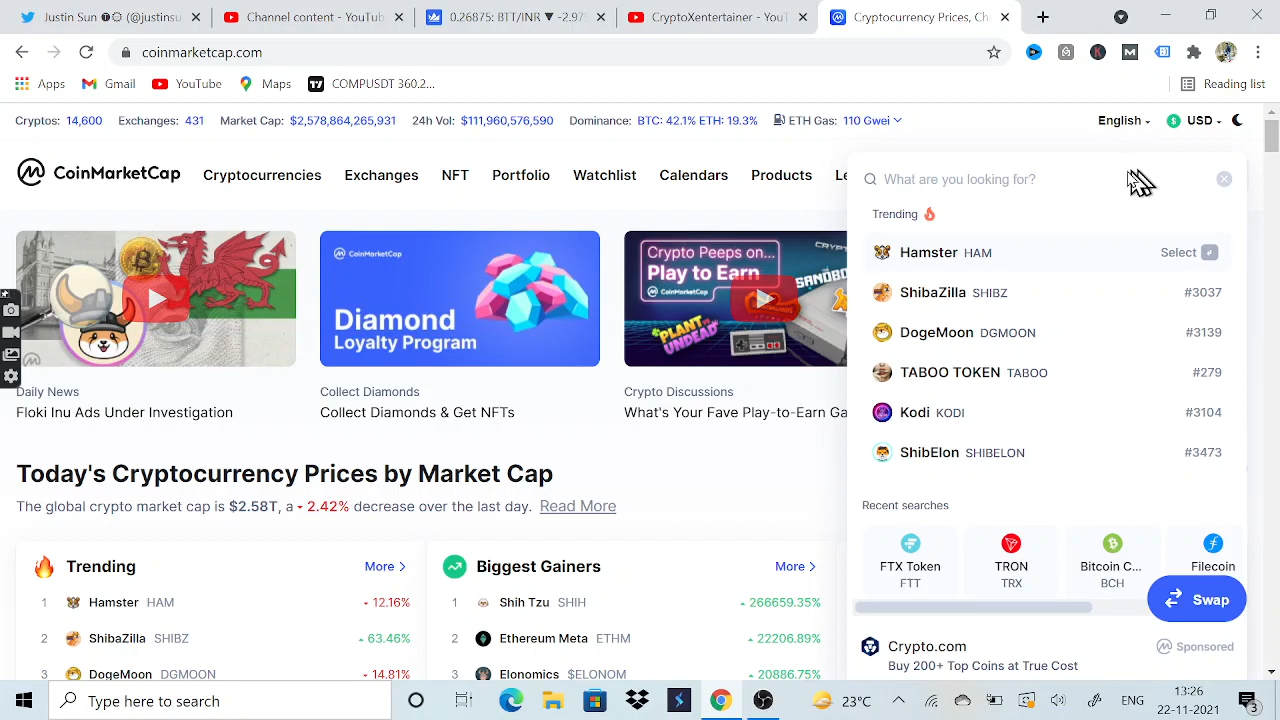 (@Justinsu
Channel content - YouTub
0.26875: BTT/INR ▼ -2.97
CryptoXentertainer - YouT
Cryptocurrency Prices, Ch
coinmarketcap.com
Apps Gmail YouTube Maps COMPUSDT 360.2... Reading list
Cryptos: 14,600 Exchanges: 431 Market Cap: $2,578,864,265,931 24h Vol: $111,960,576,590 Dominance: BTC: 42.1% ETH: 19.3% ETH Gas: 110 Gwei English USD
CoinMarketCap Cryptocurrencies Exchanges NFT Portfolio Watchlist Calendars Products Le
What are you looking for?
Trending
Hamster HAM Select
ShibaZilla SHIBZ #3037
DogeMoon DGMOON #3139
TABOO TOKEN TABOO #279
Kodi KODI #3104
ShibElon SHIBELON #3473
Recent searches
FTX Token
FTT
TRON
TRX
Bitcoin C...
BCH
Filecoin
Swap
Crypto.com Sponsored
Buy 200+ Top Coins at True Cost
CoinMarketCap
Diamond
Loyalty Program
Crypto Peeps on...
Play to Earn
CoinMarketCap
PLANT
UNDEAD
CRYP
SANDBO
Daily News
Floki Inu Ads Under Investigation
Collect Diamonds
Collect Diamonds & Get NFTs
Crypto Discussions
What's Your Fave Play-to-Earn Ga
Today's Cryptocurrency Prices by Market Cap
The global crypto market cap is $2.58T, a 2.42% decrease over the last day. Read More
Trending More
1 Hamster HAM 12.16%
2 ShibaZilla SHIBZ 63.46%
3 DogeMoon DGMOON 14.81%
Biggest Gainers More
1 Shih Tzu SHIH 266659.35%
2 Ethereum Meta ETHM 22206.89%
3 Elonomics $ELONOM 20886.75%
Type here to search
23°C
ENG
13:26
22-11-2021
3